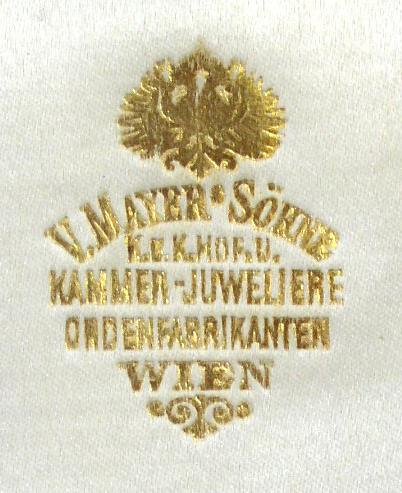 V. MAYER'S SÖHNE
K.u.K. HOF. U.
KAMMER-JUWELIERE
ORDENFABRIKANTEN
WIEN